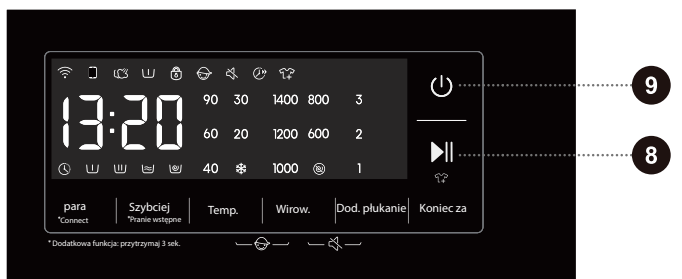 90 30 1400 800 3
13:20
60 20 1200 600 2
40 1000 1
para Szybciej Temp. Wirow. Dod. płukanie Koniec za
*Connect *Pranie wstępne
* Dodatkowa funkcja: przytrzymaj 3 sek.
9
8